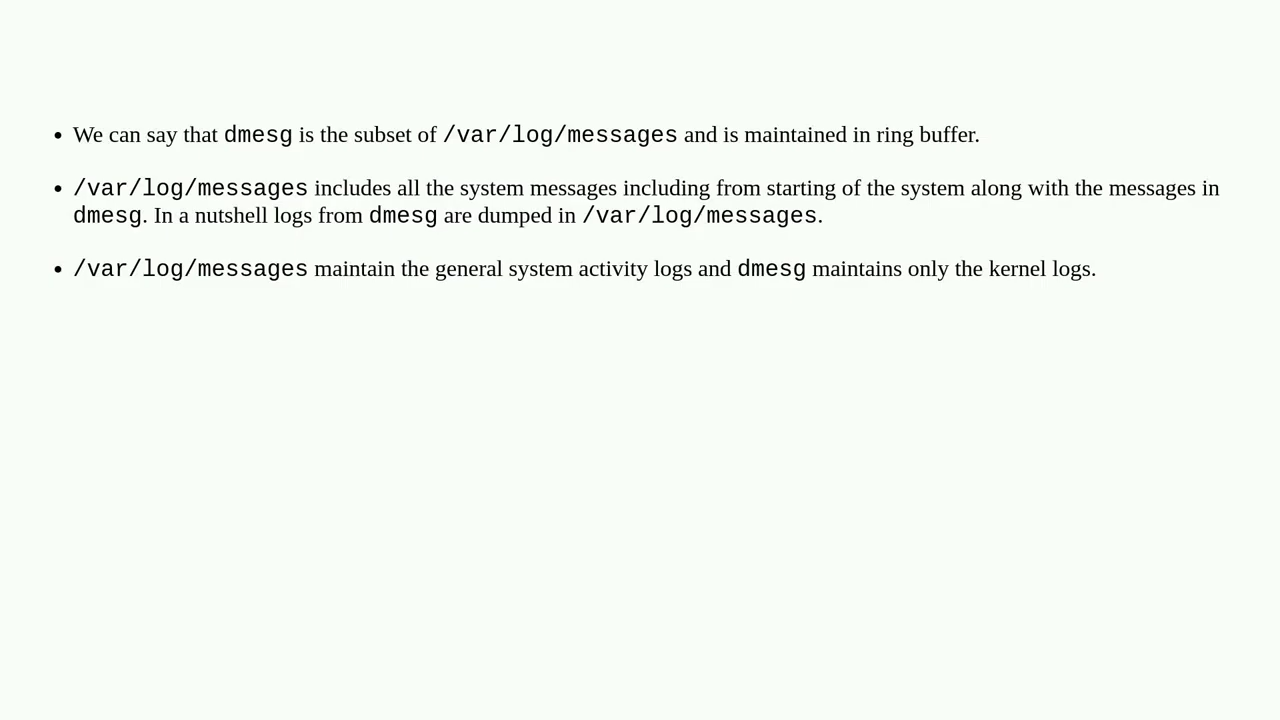 • We can say that dmesg is the subset of /var/log/messages and is maintained in ring buffer.
• /var/log/messages includes all the system messages including from starting of the system along with the messages in
dmesg. In a nutshell logs from dmesg are dumped in /var/log/messages.
• /var/log/messages maintain the general system activity logs and dmesg maintains only the kernel logs.